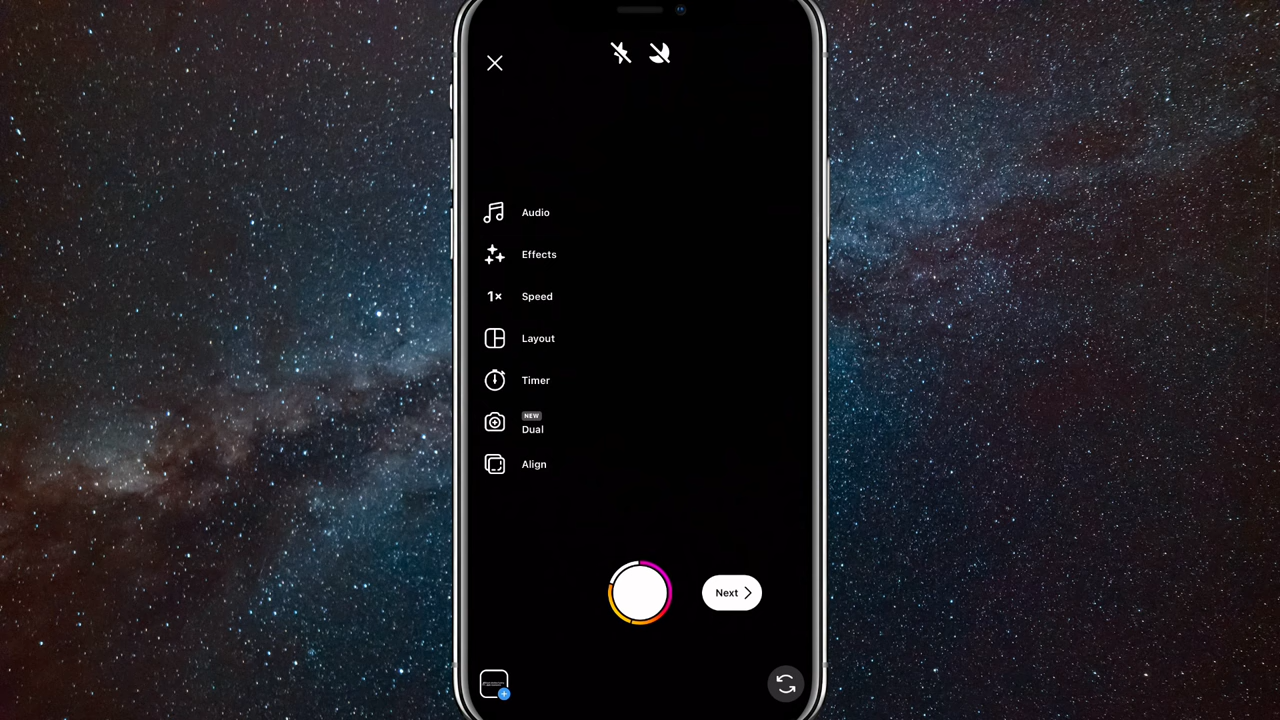 Audio
Effects
1× Speed
Layout
Timer
NEW
Dual
Align
Next